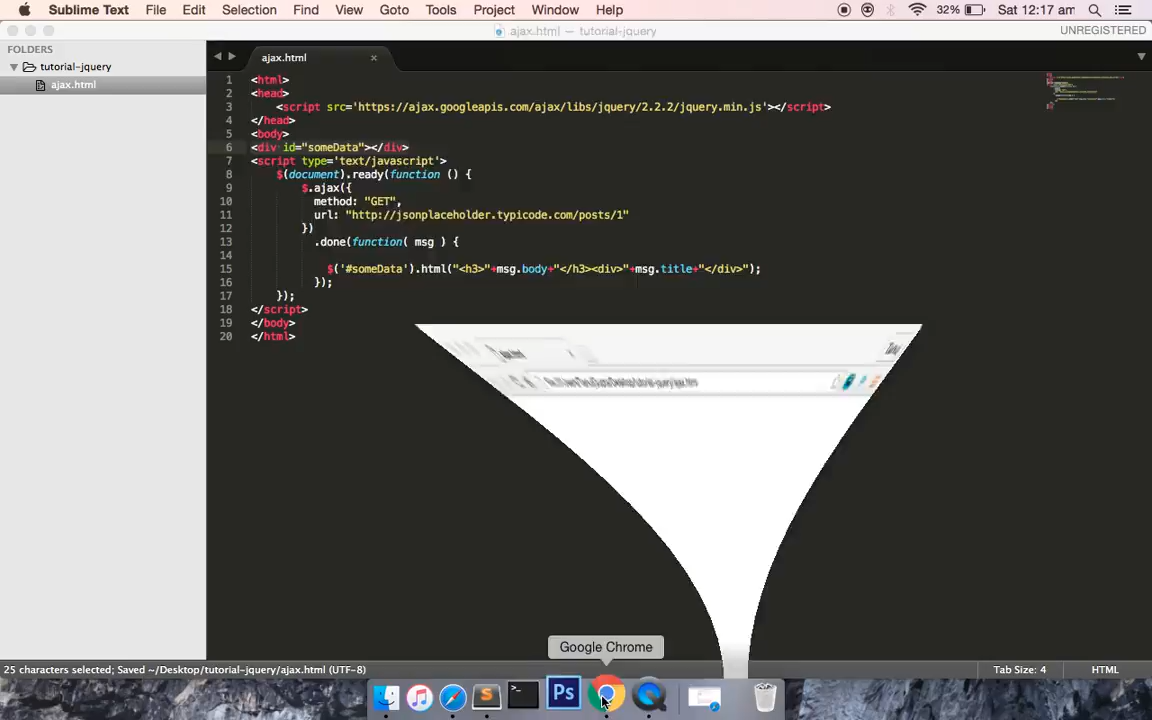 Sublime Text File Edit Selection Find View Goto Tools Project Window Help 32% Sat 12:17 am
ajax.html — tutorial-jquery UNREGISTERED
FOLDERS
tutorial-jquery
ajax.html
ajax.html
1 <html>
2 <head>
3 <script src='https://ajax.googleapis.com/ajax/libs/jquery/2.2.2/jquery.min.js'></script>
4 </head>
5 <body>
6 <div id="someData"></div>
7 <script type='text/javascript'>
8 $(document).ready(function () {
9 $.ajax({
10 method: "GET",
11 url: "http://jsonplaceholder.typicode.com/posts/1"
12 })
13 .done(function( msg ) {
14
15 $('#someData').html("<h3>"+msg.body+"</h3><div>"+msg.title+"</div>");
16 });
17 });
18 </script>
19 </body>
20 </html>
Google Chrome
25 characters selected; Saved ~/Desktop/tutorial-jquery/ajax.html (UTF-8) Tab Size: 4 HTML
S >_ Ps